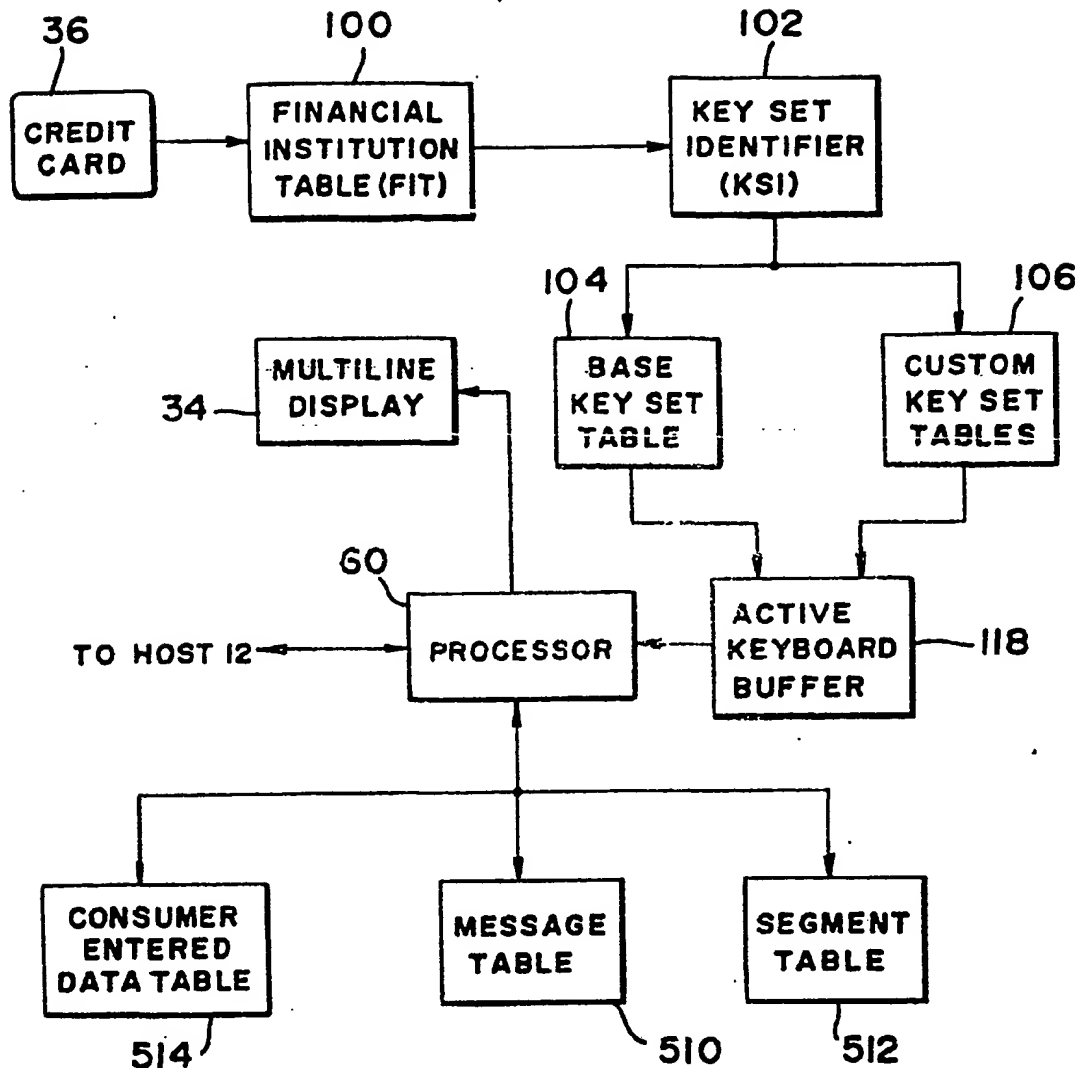 36
100
102
CREDIT
CARD
FINANCIAL
INSTITUTION
TABLE (FIT)
KEY SET
IDENTIFIER
(KSI)
104
106
MULTILINE
DISPLAY
34
BASE
KEY SET
TABLE
CUSTOM
KEY SET
TABLES
60
TO HOST 12
PROCESSOR
ACTIVE
KEYBOARD
BUFFER
118
CONSUMER
ENTERED
DATA TABLE
MESSAGE
TABLE
SEGMENT
TABLE
514
510
512